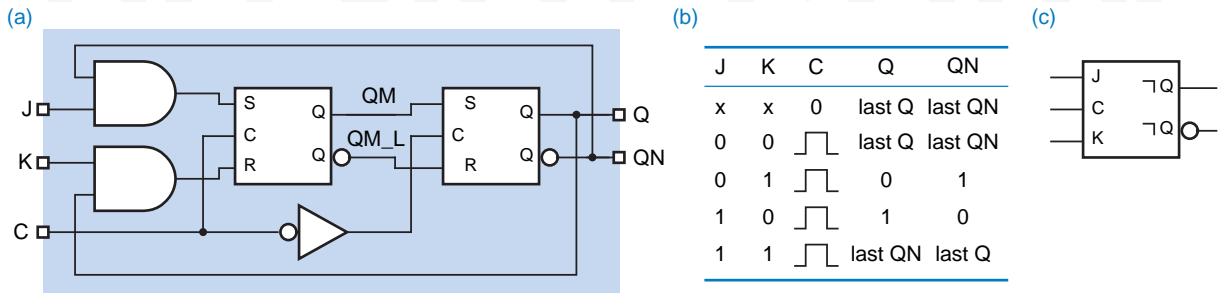 (a)
J
K
C
S
C
R
Q
Q
QM
QM_L
S
C
R
Q
Q
Q
QN
(b)
J K C Q QN
x x 0 last Q last QN
0 0 last Q last QN
0 1 0 1
1 0 1 0
1 1 last QN last Q
(c)
J
C
K
¬Q
¬Q